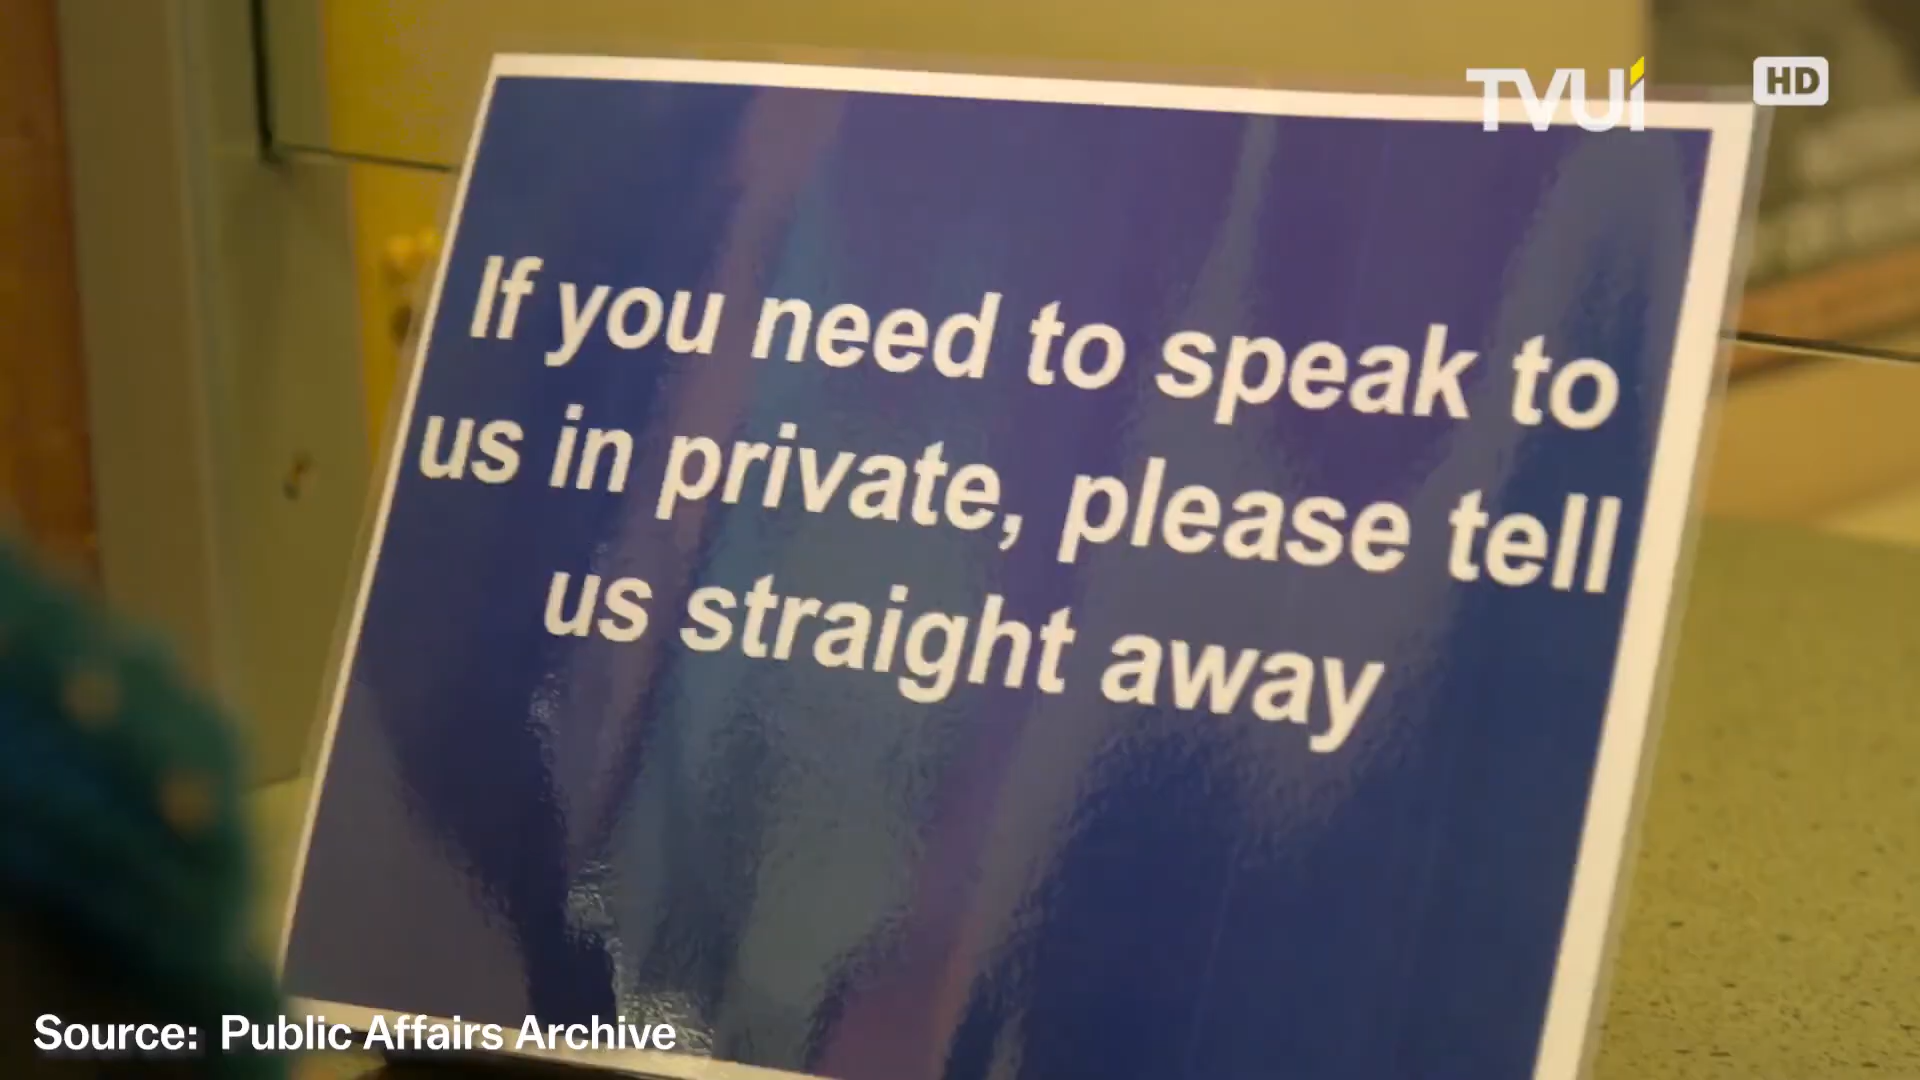 TVUI
HD
If you need to speak to
us in private, please tell
us straight away
Source: Public Affairs Archive